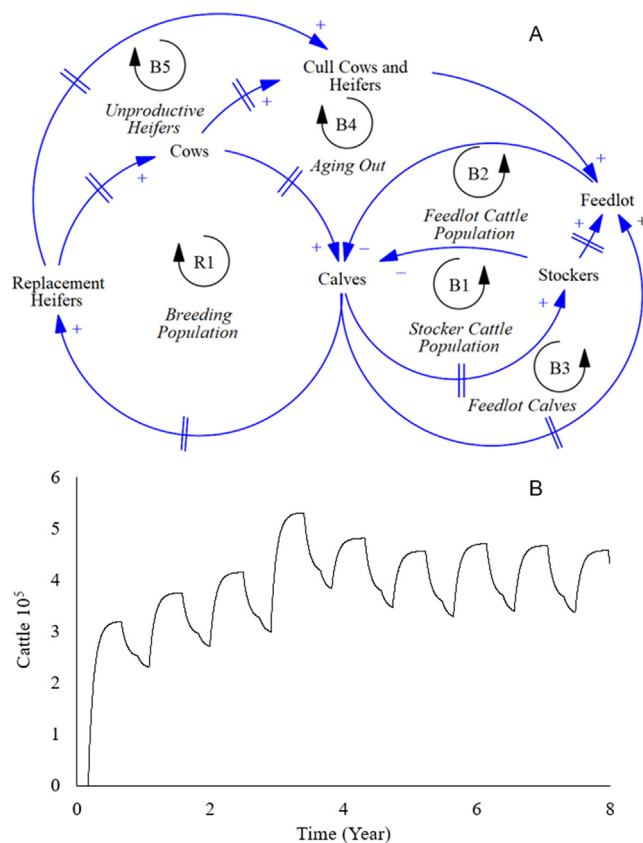 A
B5
Unproductive
Heifers
Cull Cows and
Heifers
B4
Aging Out
Cows
B2
Feedlot Cattle
Population
Feedlot
R1
Breeding
Population
Replacement
Heifers
Calves
B1
Stocker Cattle
Population
Stockers
B3
Feedlot Calves
+
+
+
+
+
+
+
+
+
−
−
B
Cattle 10⁵
6
5
4
3
2
1
0
0 2 4 6 8
Time (Year)